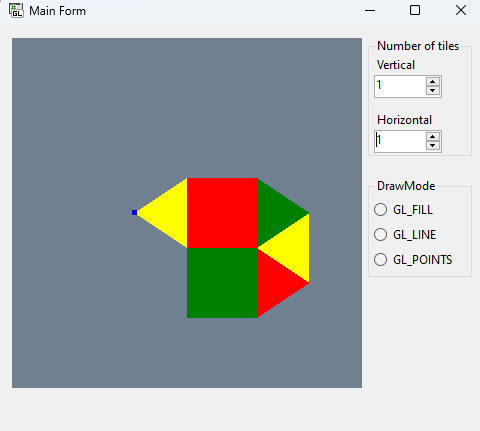 GL
Main Form
Number of tiles
Vertical
1
Horizontal
1
DrawMode
GL_FILL
GL_LINE
GL_POINTS